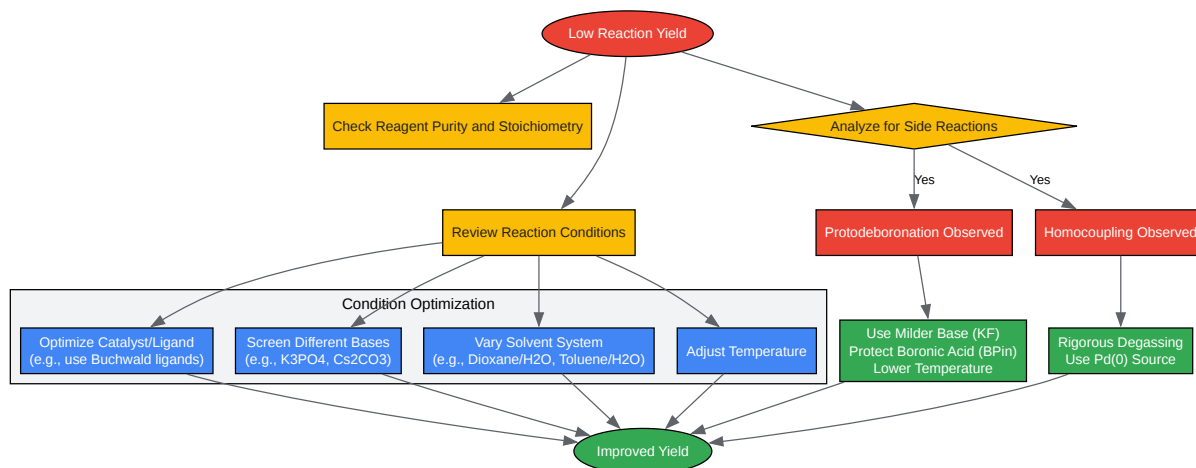 Low Reaction Yield
Check Reagent Purity and Stoichiometry
Analyze for Side Reactions
Yes
Yes
Review Reaction Conditions
Protodeboronation Observed
Homocoupling Observed
Condition Optimization
Optimize Catalyst/Ligand
(e.g., use Buchwald ligands)
Screen Different Bases
(e.g., K3PO4, Cs2CO3)
Vary Solvent System
(e.g., Dioxane/H2O, Toluene/H2O)
Adjust Temperature
Use Milder Base (KF)
Protect Boronic Acid (BPin)
Lower Temperature
Rigorous Degassing
Use Pd(0) Source
Improved Yield